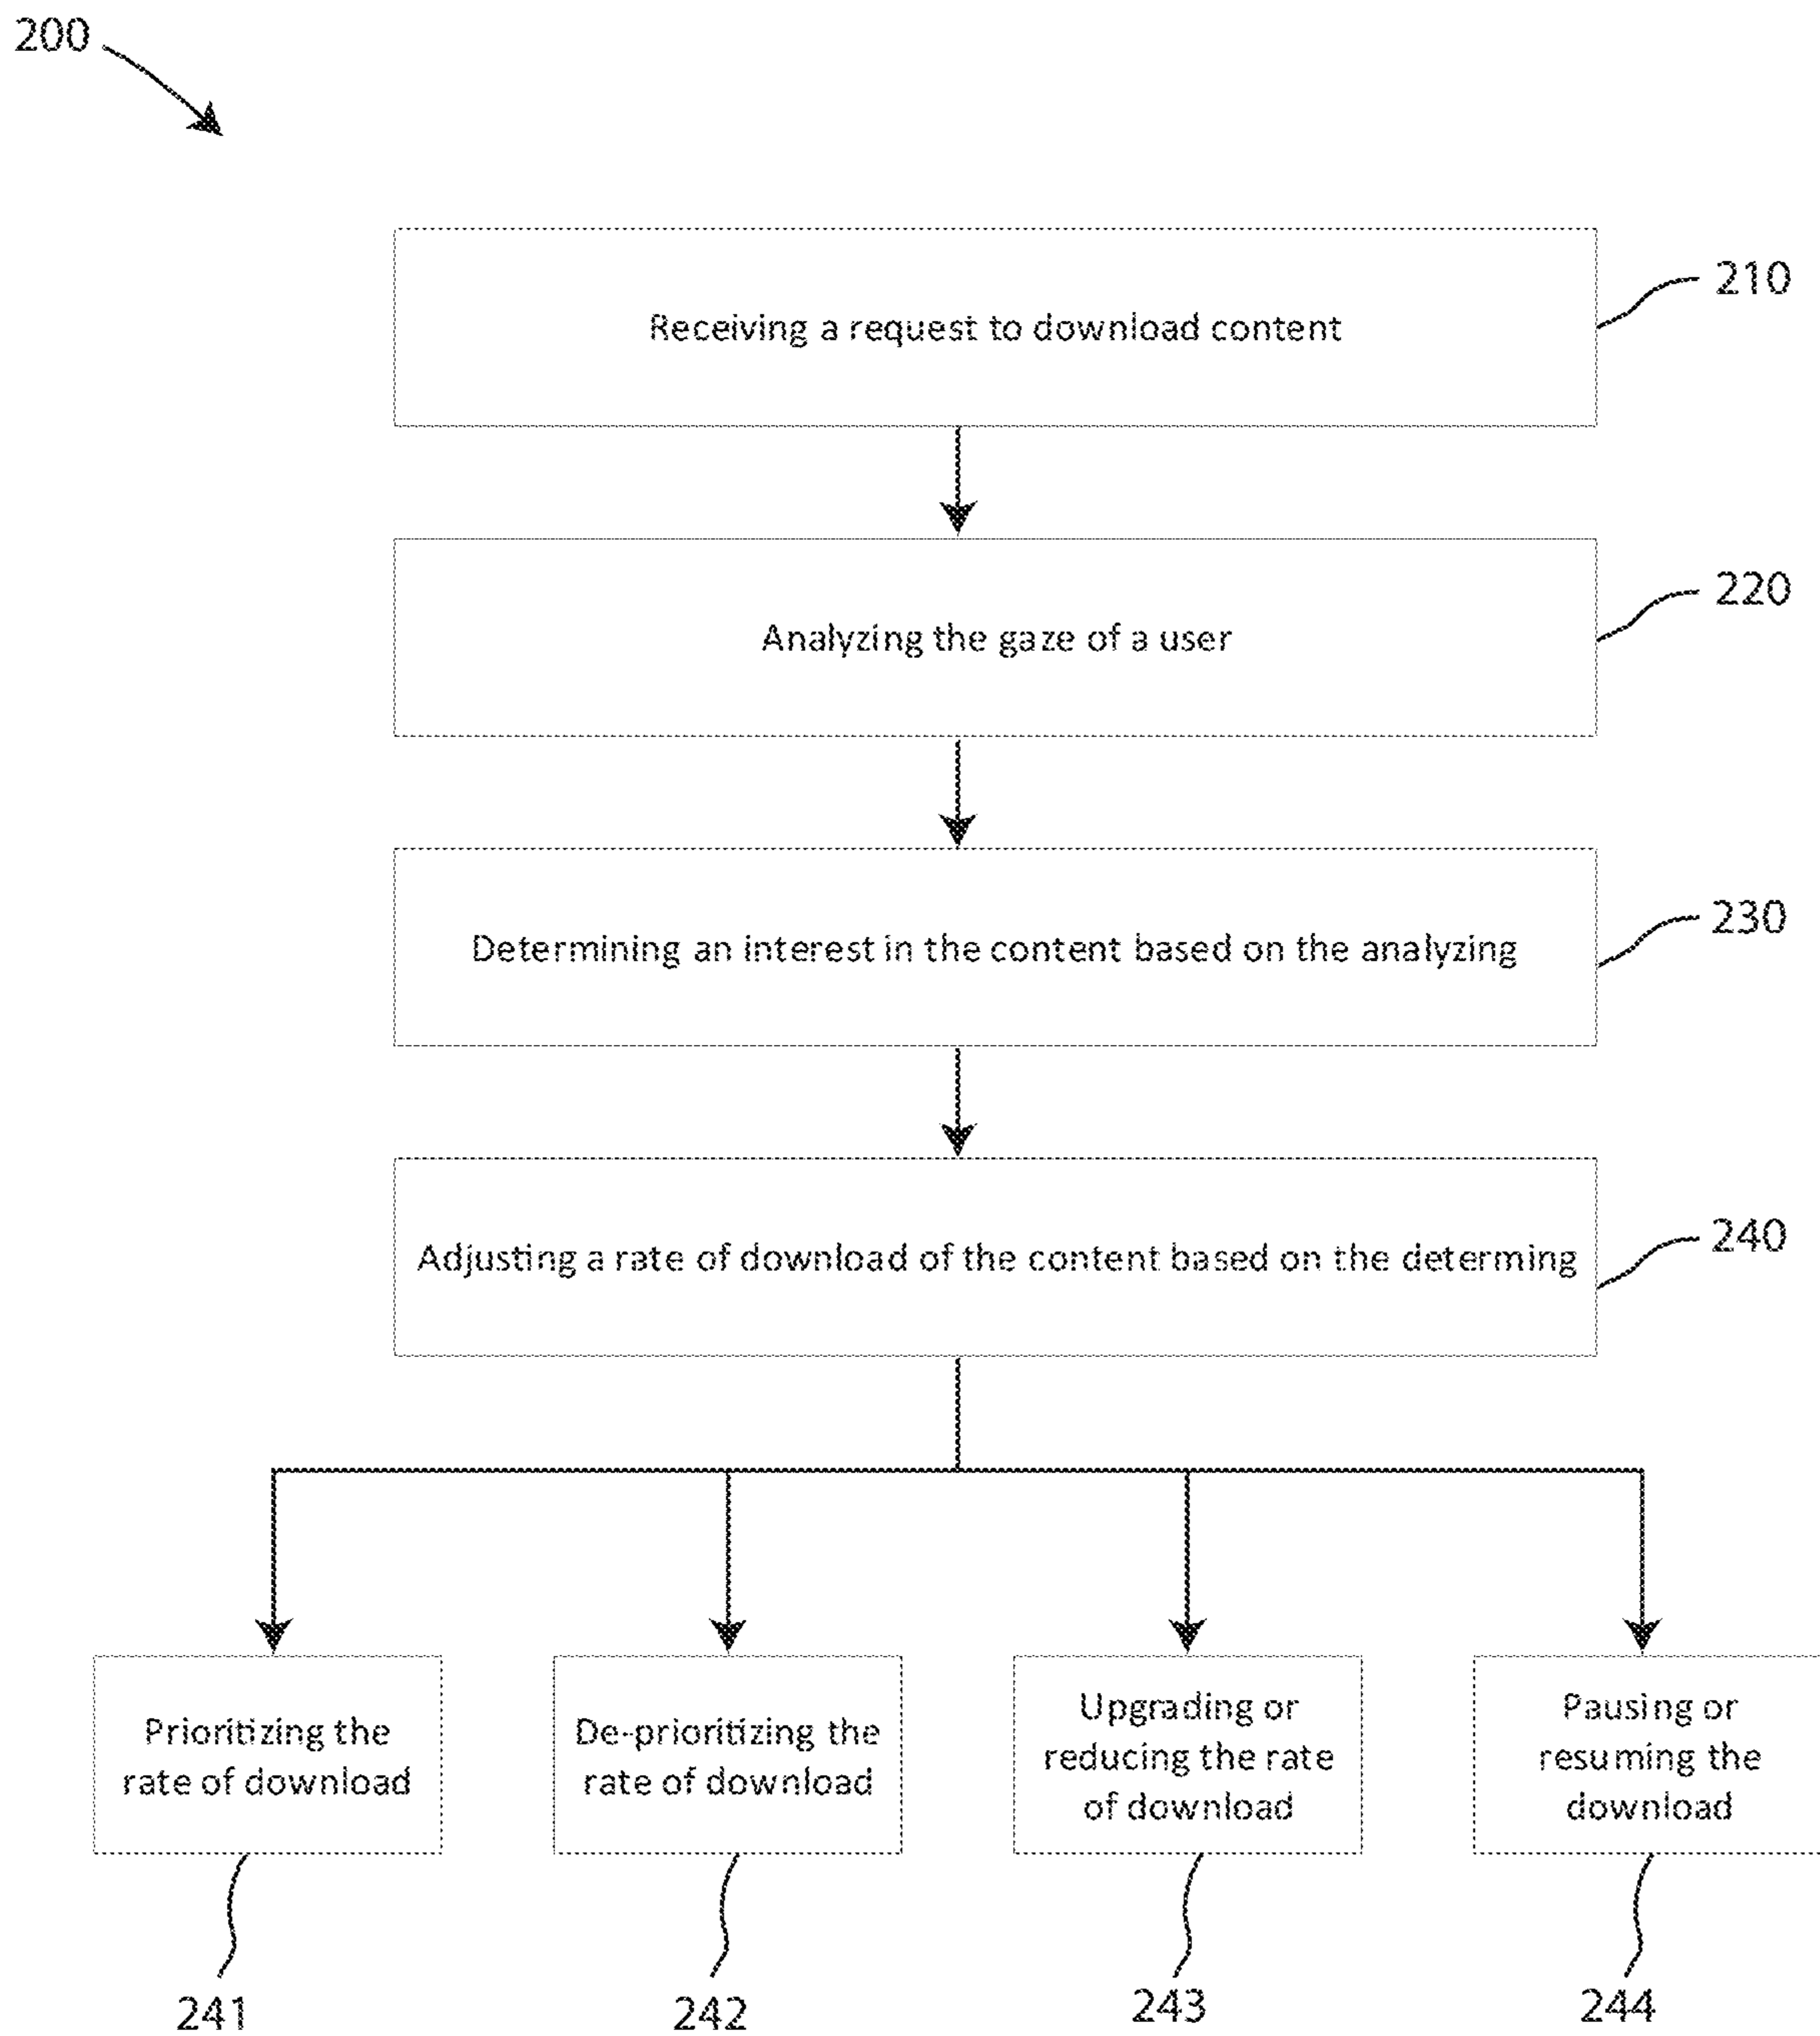 200
Receiving a request to download content
210
Analyzing the gaze of a user
220
Determining an interest in the content based on the analyzing
230
Adjusting a rate of download of the content based on the determing
240
Prioritizing the
rate of download
De-prioritizing the
rate of download
Upgrading or
reducing the rate
of download
Pausing or
resuming the
download
241
242
243
244